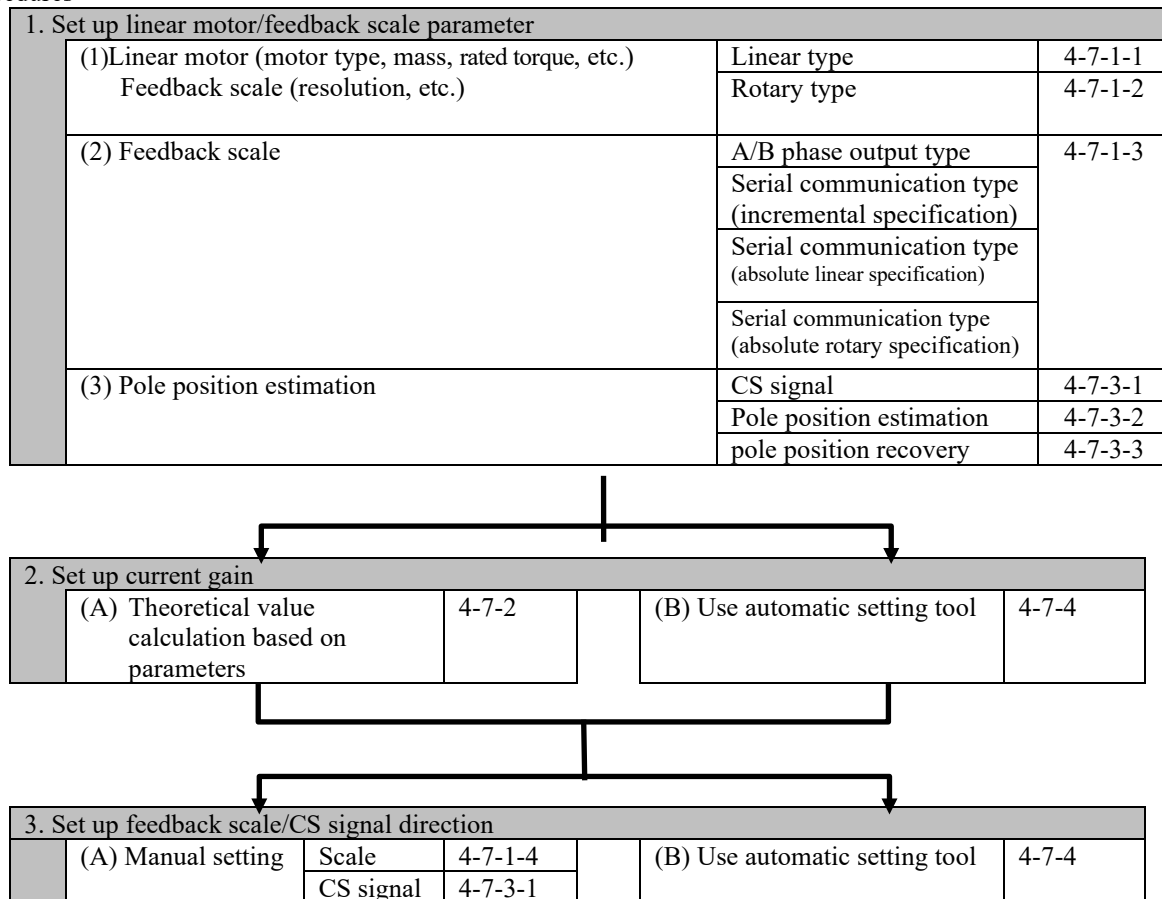 1. Set up linear motor/feedback scale parameter
(1)Linear motor (motor type, mass, rated torque, etc.)
Feedback scale (resolution, etc.)
Linear type
4-7-1-1
Rotary type
4-7-1-2
(2) Feedback scale
A/B phase output type
4-7-1-3
Serial communication type
(incremental specification)
Serial communication type
(absolute linear specification)
Serial communication type
(absolute rotary specification)
(3) Pole position estimation
CS signal
4-7-3-1
Pole position estimation
4-7-3-2
pole position recovery
4-7-3-3
2. Set up current gain
(A) Theoretical value
calculation based on
parameters
4-7-2
(B) Use automatic setting tool
4-7-4
3. Set up feedback scale/CS signal direction
(A) Manual setting
Scale
4-7-1-4
CS signal
4-7-3-1
(B) Use automatic setting tool
4-7-4